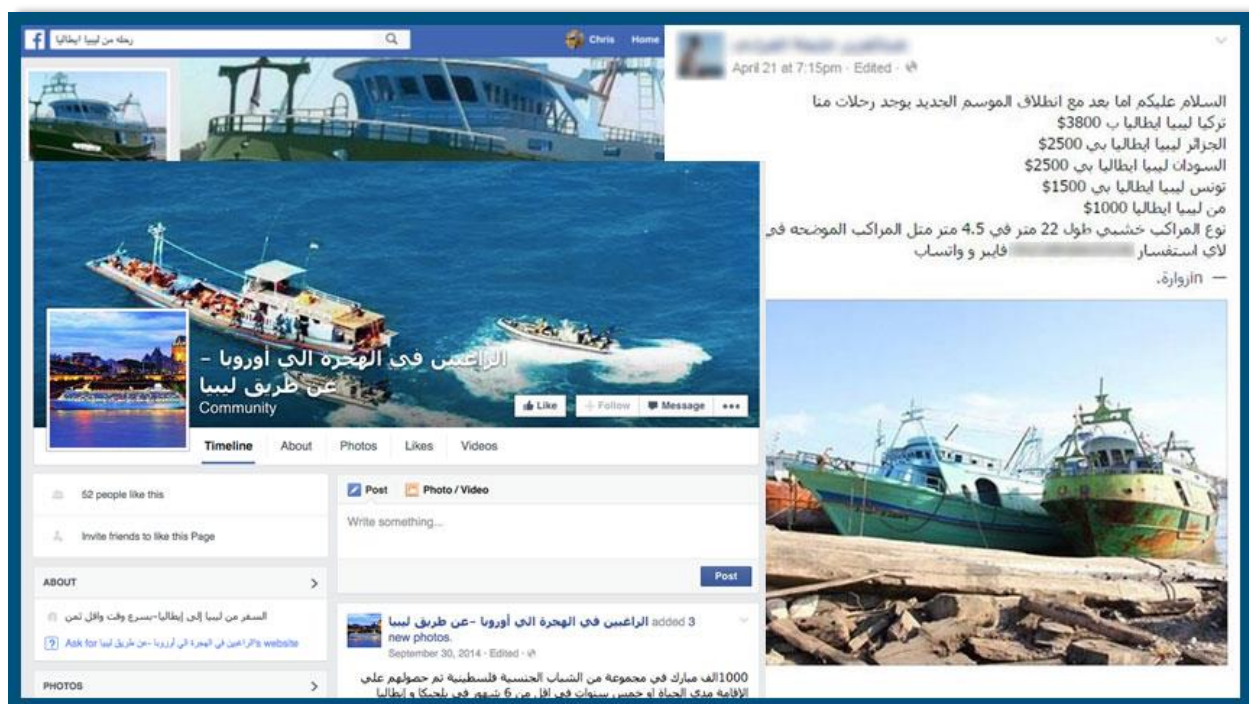 رحله من ليبيا ايطاليا
Chris Home
April 21 at 7:15pm · Edited ·
السلام عليكم اما بعد مع انطلاق الموسم الجديد يوجد رحلات منا
تركيا ليبيا ايطاليا ب 3800$
الجزائر ليبيا ايطاليا بي 2500$
السودان ليبيا ايطاليا بي 2500$
تونس ليبيا ايطاليا بي 1500$
من ليبيا ايطاليا 1000$
نوع المراكب خشبي طول 22 متر في 4.5 متر متل المراكب الموضحه في
لاي استفسار فايبر و واتساب
— inزوارة.
الراغبين في الهجرة الي أوروبا –
عن طريق ليبيا
Community
Like Follow Message
Timeline About Photos Likes Videos
52 people like this
Invite friends to like this Page
ABOUT
السفر من ليبيا إلى إيطاليا-بسرع وقت واقل ثمن
Ask for الراغبين في الهجرة الي أوروبا -عن طريق ليبيا's website
PHOTOS
Post Photo / Video
Write something...
Post
الراغبين في الهجرة الي أوروبا -عن طريق ليبيا added 3
new photos.
September 30, 2014 · Edited ·
1000الف مبارك في مجموعة من الشباب الجنسية فلسطينية تم حصولهم علي
الاقامة مدي الحياة او خمس سنوات في اقل من 6 شهور في بلجيكا و إيطاليا